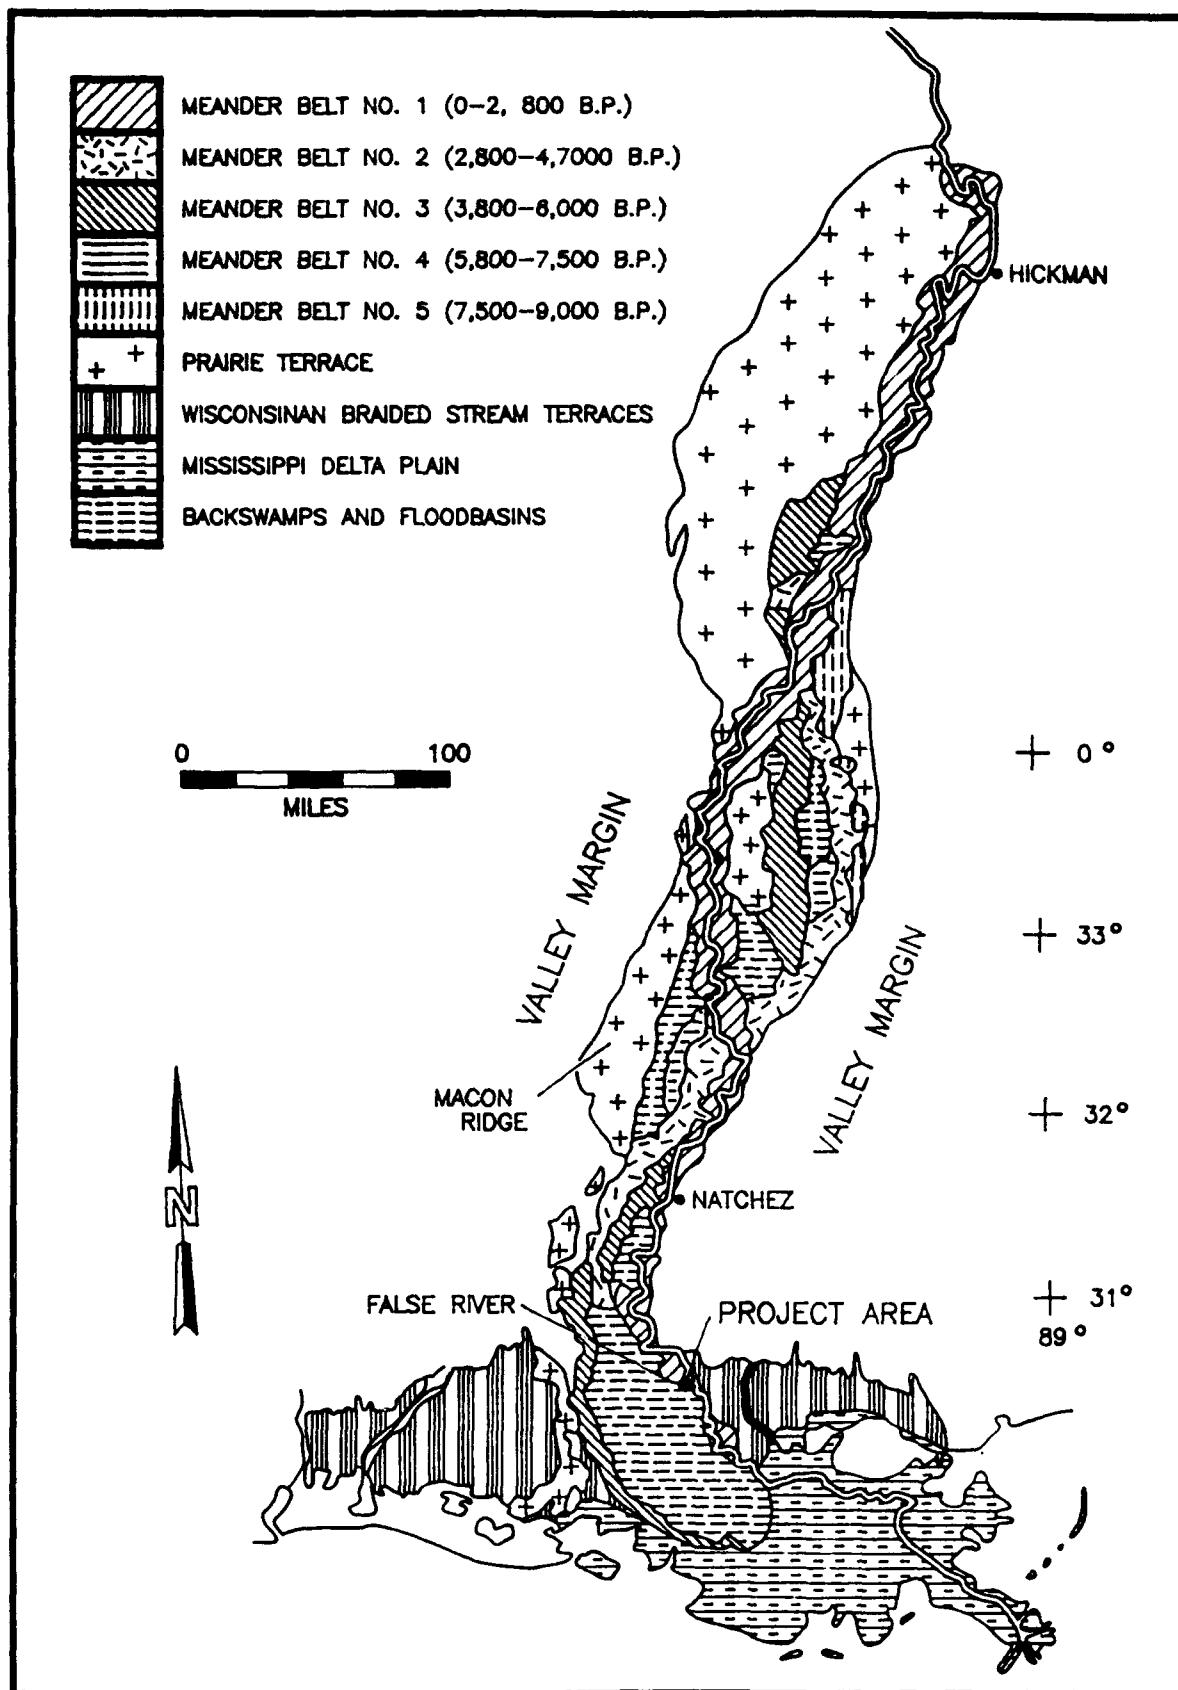 MEANDER BELT NO. 1 (0-2, 800 B.P.)
MEANDER BELT NO. 2 (2,800-4,7000 B.P.)
MEANDER BELT NO. 3 (3,800-6,000 B.P.)
MEANDER BELT NO. 4 (5,800-7,500 B.P.)
MEANDER BELT NO. 5 (7,500-9,000 B.P.)
PRAIRIE TERRACE
WISCONSINAN BRAIDED STREAM TERRACES
MISSISSIPPI DELTA PLAIN
BACKSWAMPS AND FLOODBASINS
HICKMAN
0 100
MILES
0°
VALLEY MARGIN
33°
VALLEY MARGIN
MACON
RIDGE
32°
N
NATCHEZ
FALSE RIVER
PROJECT AREA
31°
89°